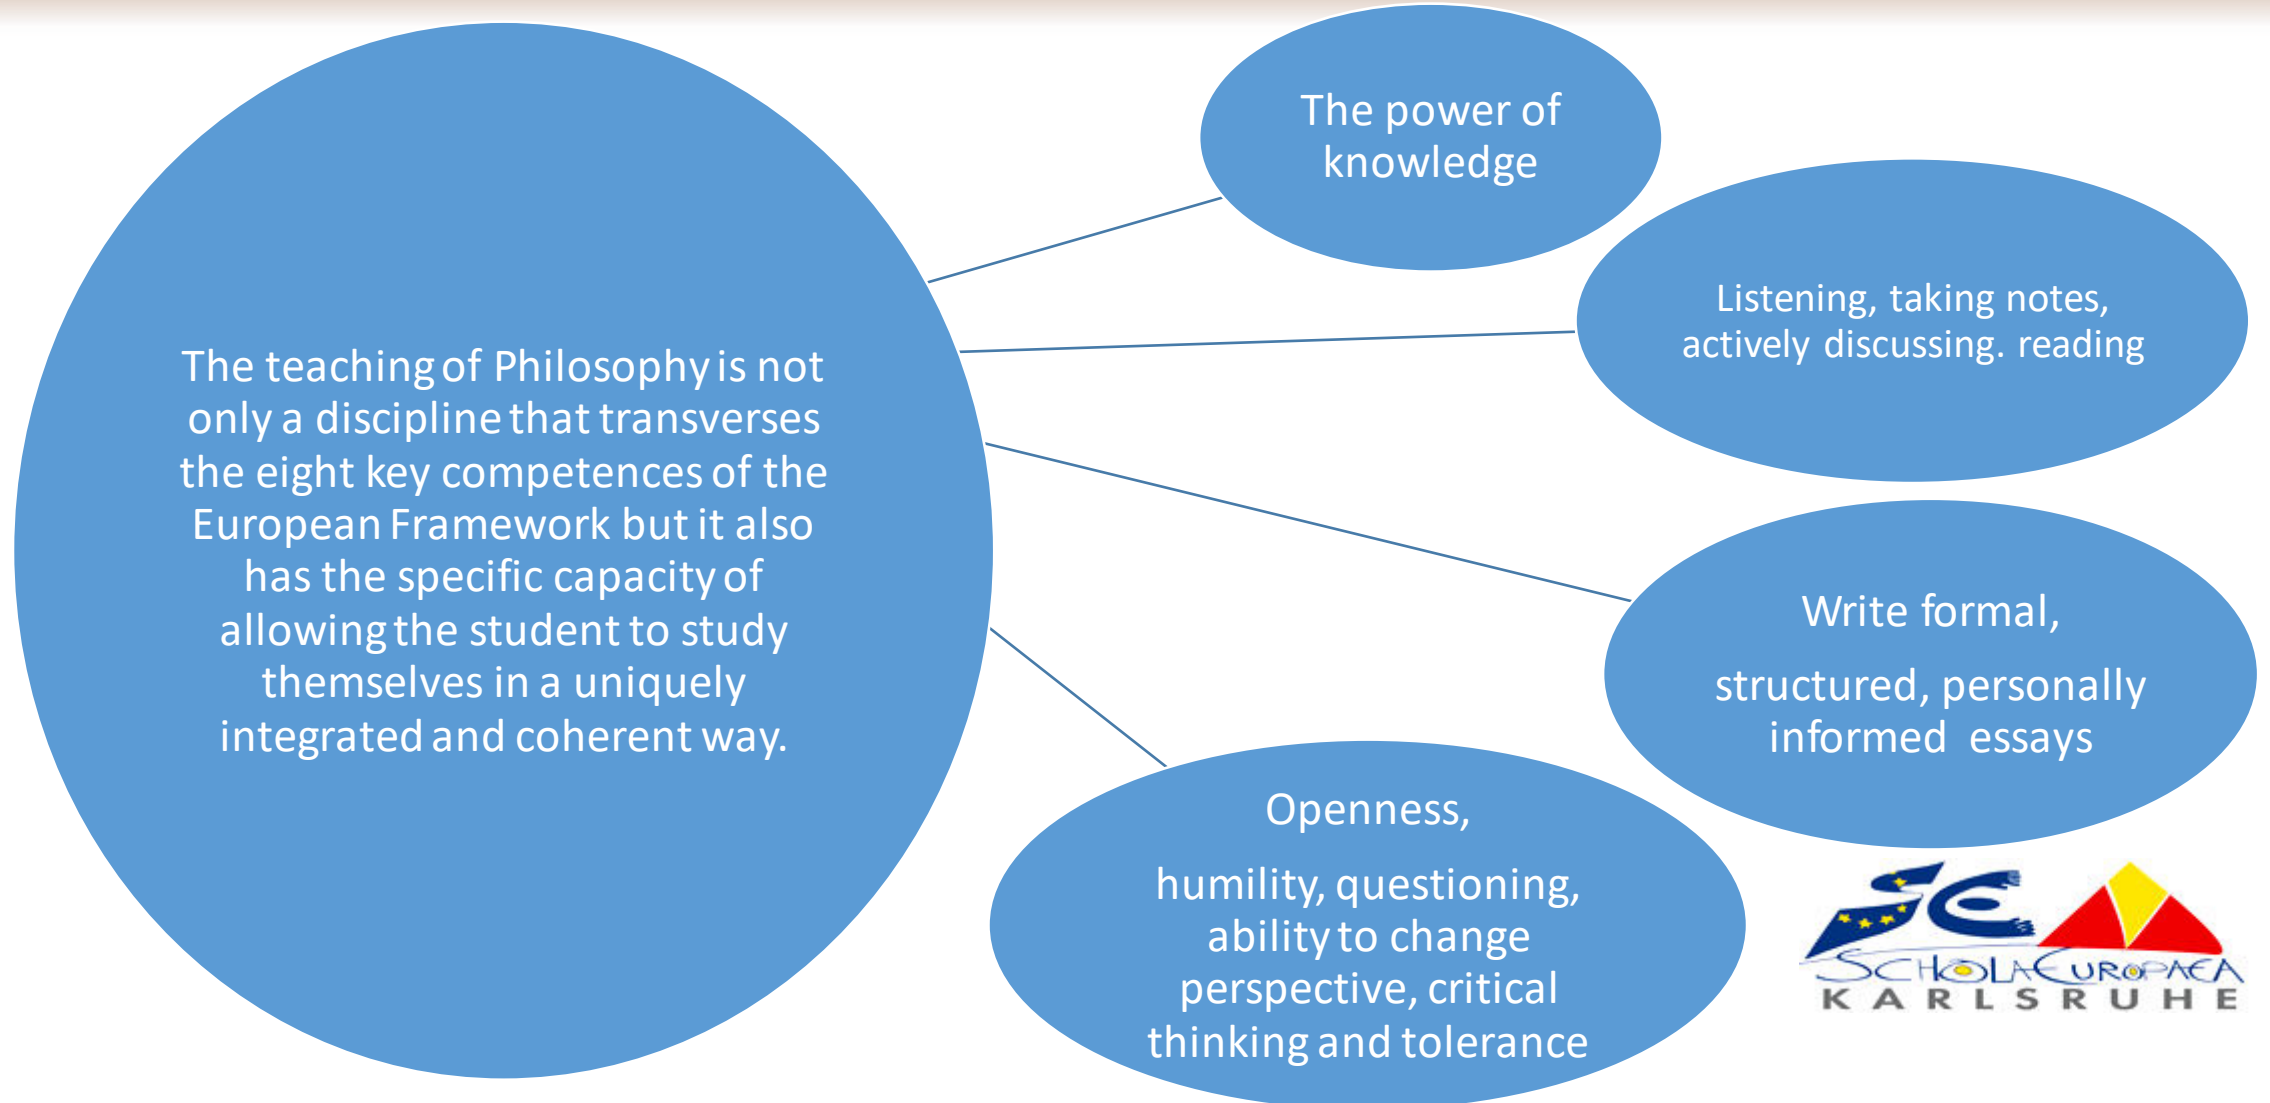 The teaching of Philosophy is not
only a discipline that transverses
the eight key competences of the
European Framework but it also
has the specific capacity of
allowing the student to study
themselves in a uniquely
integrated and coherent way.
The power of
knowledge
Listening, taking notes,
actively discussing. reading
Write formal,
structured, personally
informed essays
Openness,
humility, questioning,
ability to change
perspective, critical
thinking and tolerance
SCHOLA EUROPAEA
KARLSRUHE